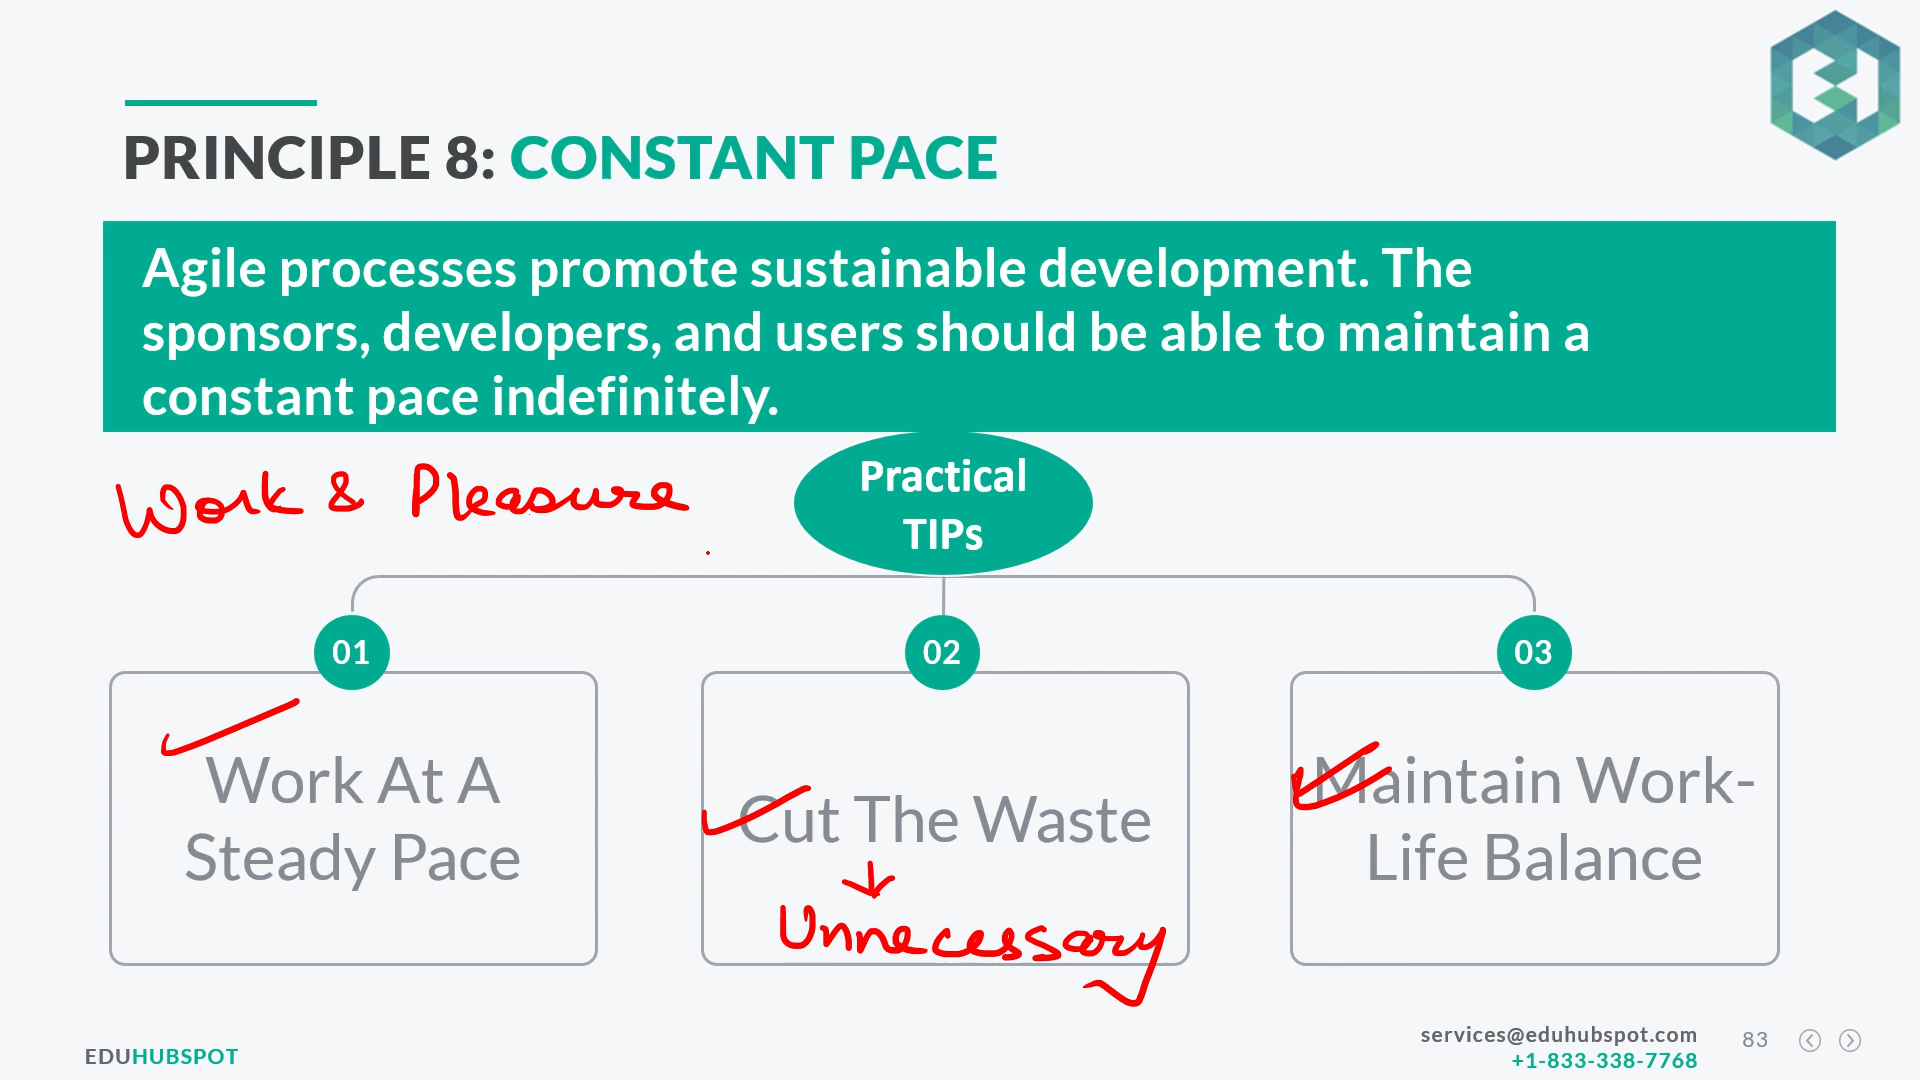 PRINCIPLE 8: CONSTANT PACE
Agile processes promote sustainable development. The
sponsors, developers, and users should be able to maintain a
constant pace indefinitely.
Work & Pleasure
Practical
TIPs
01
Work At A
Steady Pace
02
Cut The Waste
Unnecessary
03
Maintain Work-
Life Balance
EDUHUBSPOT
services@eduhubspot.com
+1-833-338-7768
83